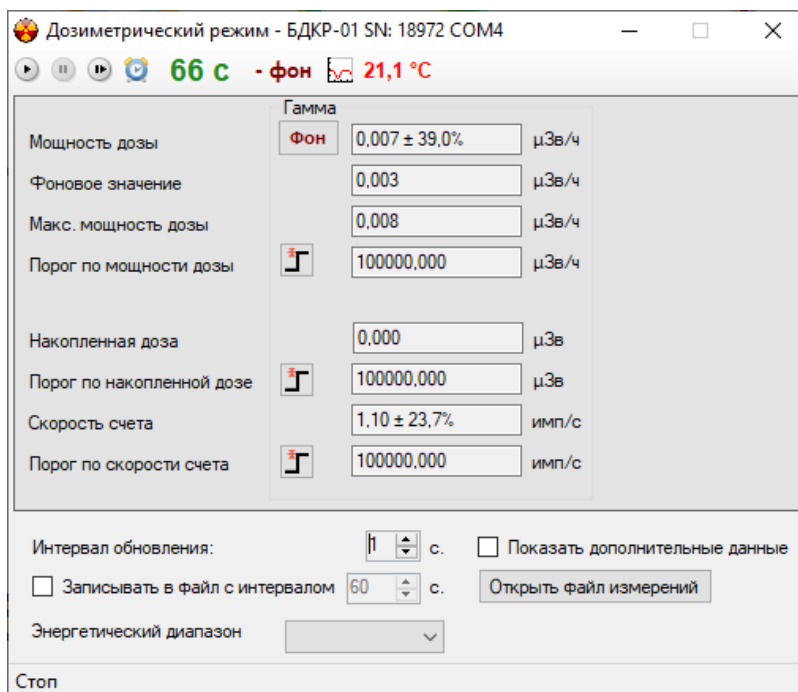 Дозиметрический режим - БДКР-01 SN: 18972 COM4
66 с - фон 21,1 °C
Гамма
Мощность дозы Фон 0,007 ± 39,0% μЗв/ч
Фоновое значение 0,003 μЗв/ч
Макс. мощность дозы 0,008 μЗв/ч
Порог по мощности дозы 100000,000 μЗв/ч
Накопленная доза 0,000 μЗв
Порог по накопленной дозе 100000,000 μЗв
Скорость счета 1,10 ± 23,7% имп/с
Порог по скорости счета 100000,000 имп/с
Интервал обновления: 1 с. Показать дополнительные данные
Записывать в файл с интервалом 60 с. Открыть файл измерений
Энергетический диапазон
Стоп